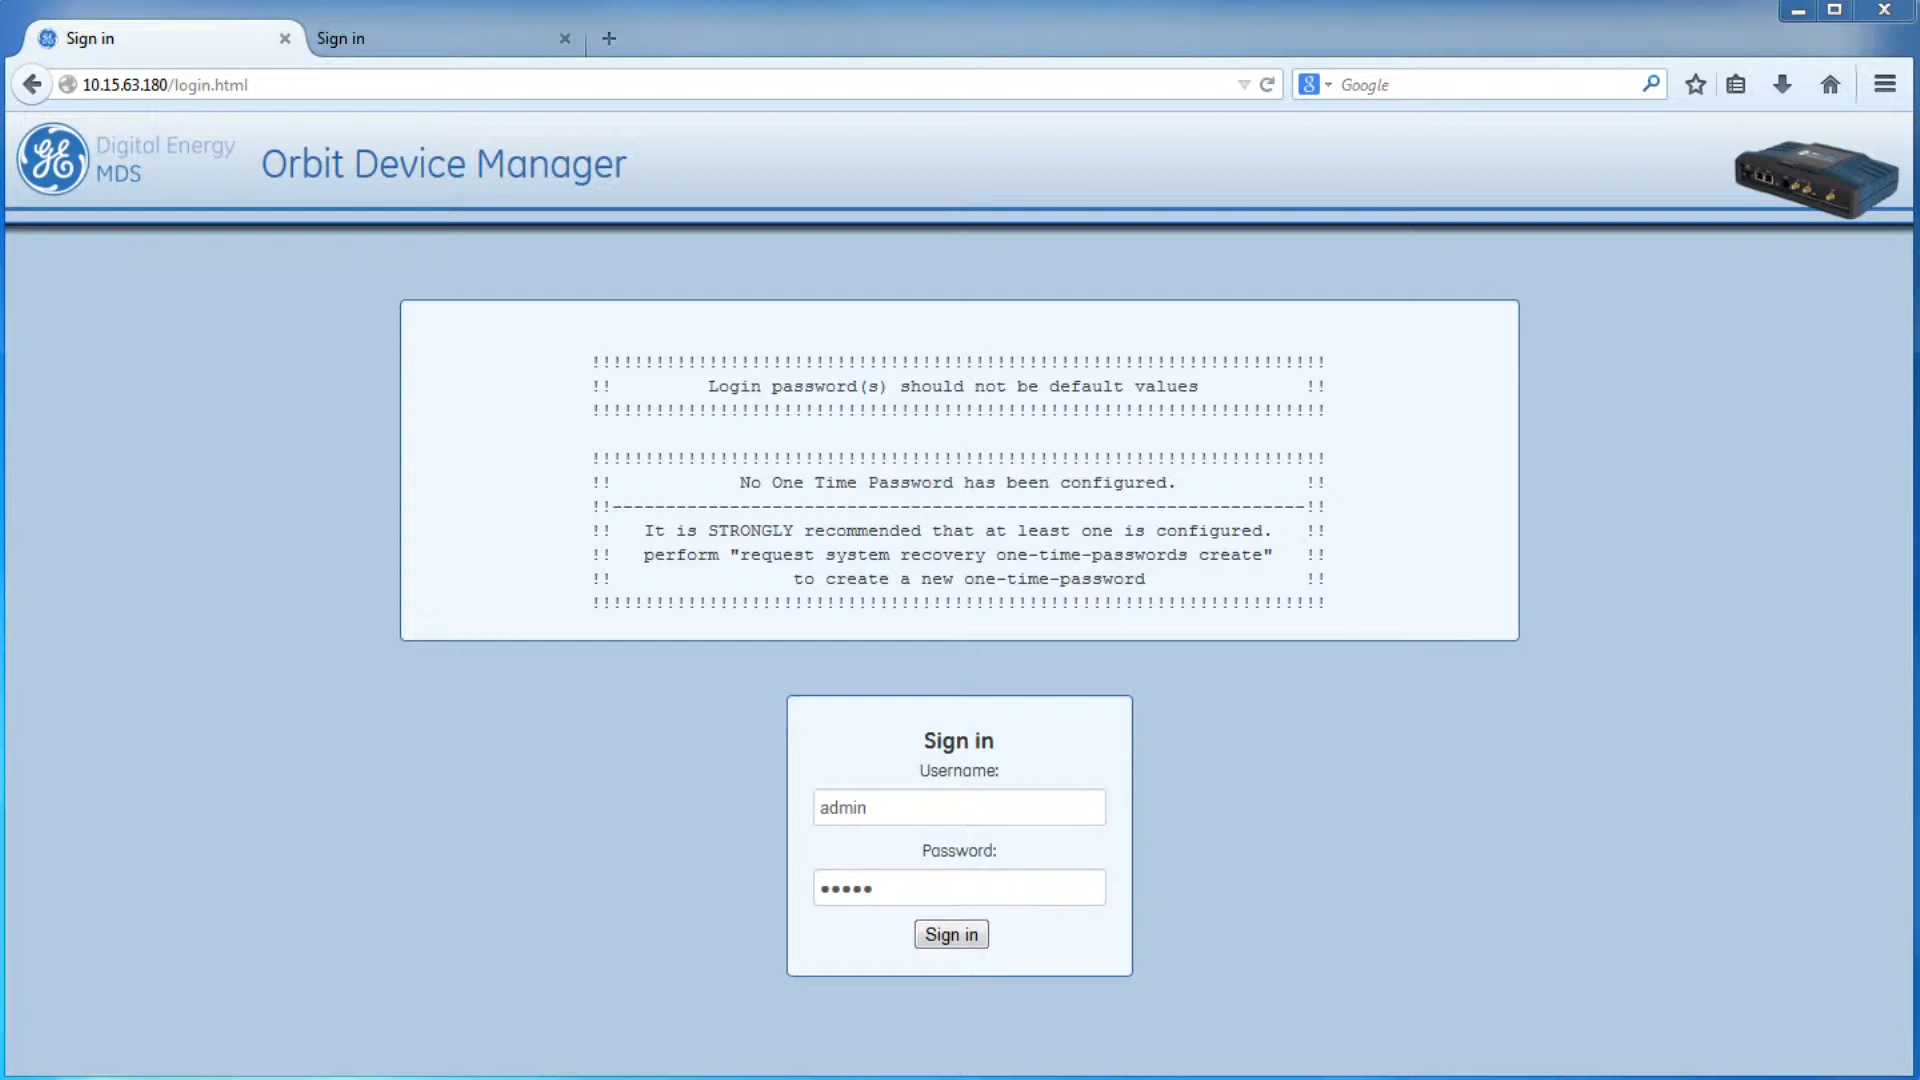 Sign in
Sign in
10.15.63.180/login.html
Google
Digital Energy
MDS
Orbit Device Manager
!!!!!!!!!!!!!!!!!!!!!!!!!!!!!!!!!!!!!!!!!!!!!!!!!!!!!!!!!!!!!!!!!!!!!
!! Login password(s) should not be default values !!
!!!!!!!!!!!!!!!!!!!!!!!!!!!!!!!!!!!!!!!!!!!!!!!!!!!!!!!!!!!!!!!!!!!!!
!!!!!!!!!!!!!!!!!!!!!!!!!!!!!!!!!!!!!!!!!!!!!!!!!!!!!!!!!!!!!!!!!!!!!
!! No One Time Password has been configured. !!
!!-----------------------------------------------------------------!!
!! It is STRONGLY recommended that at least one is configured. !!
!! perform "request system recovery one-time-passwords create" !!
!! to create a new one-time-password !!
!!!!!!!!!!!!!!!!!!!!!!!!!!!!!!!!!!!!!!!!!!!!!!!!!!!!!!!!!!!!!!!!!!!!!
Sign in
Username:
admin
Password:
•••••
Sign in